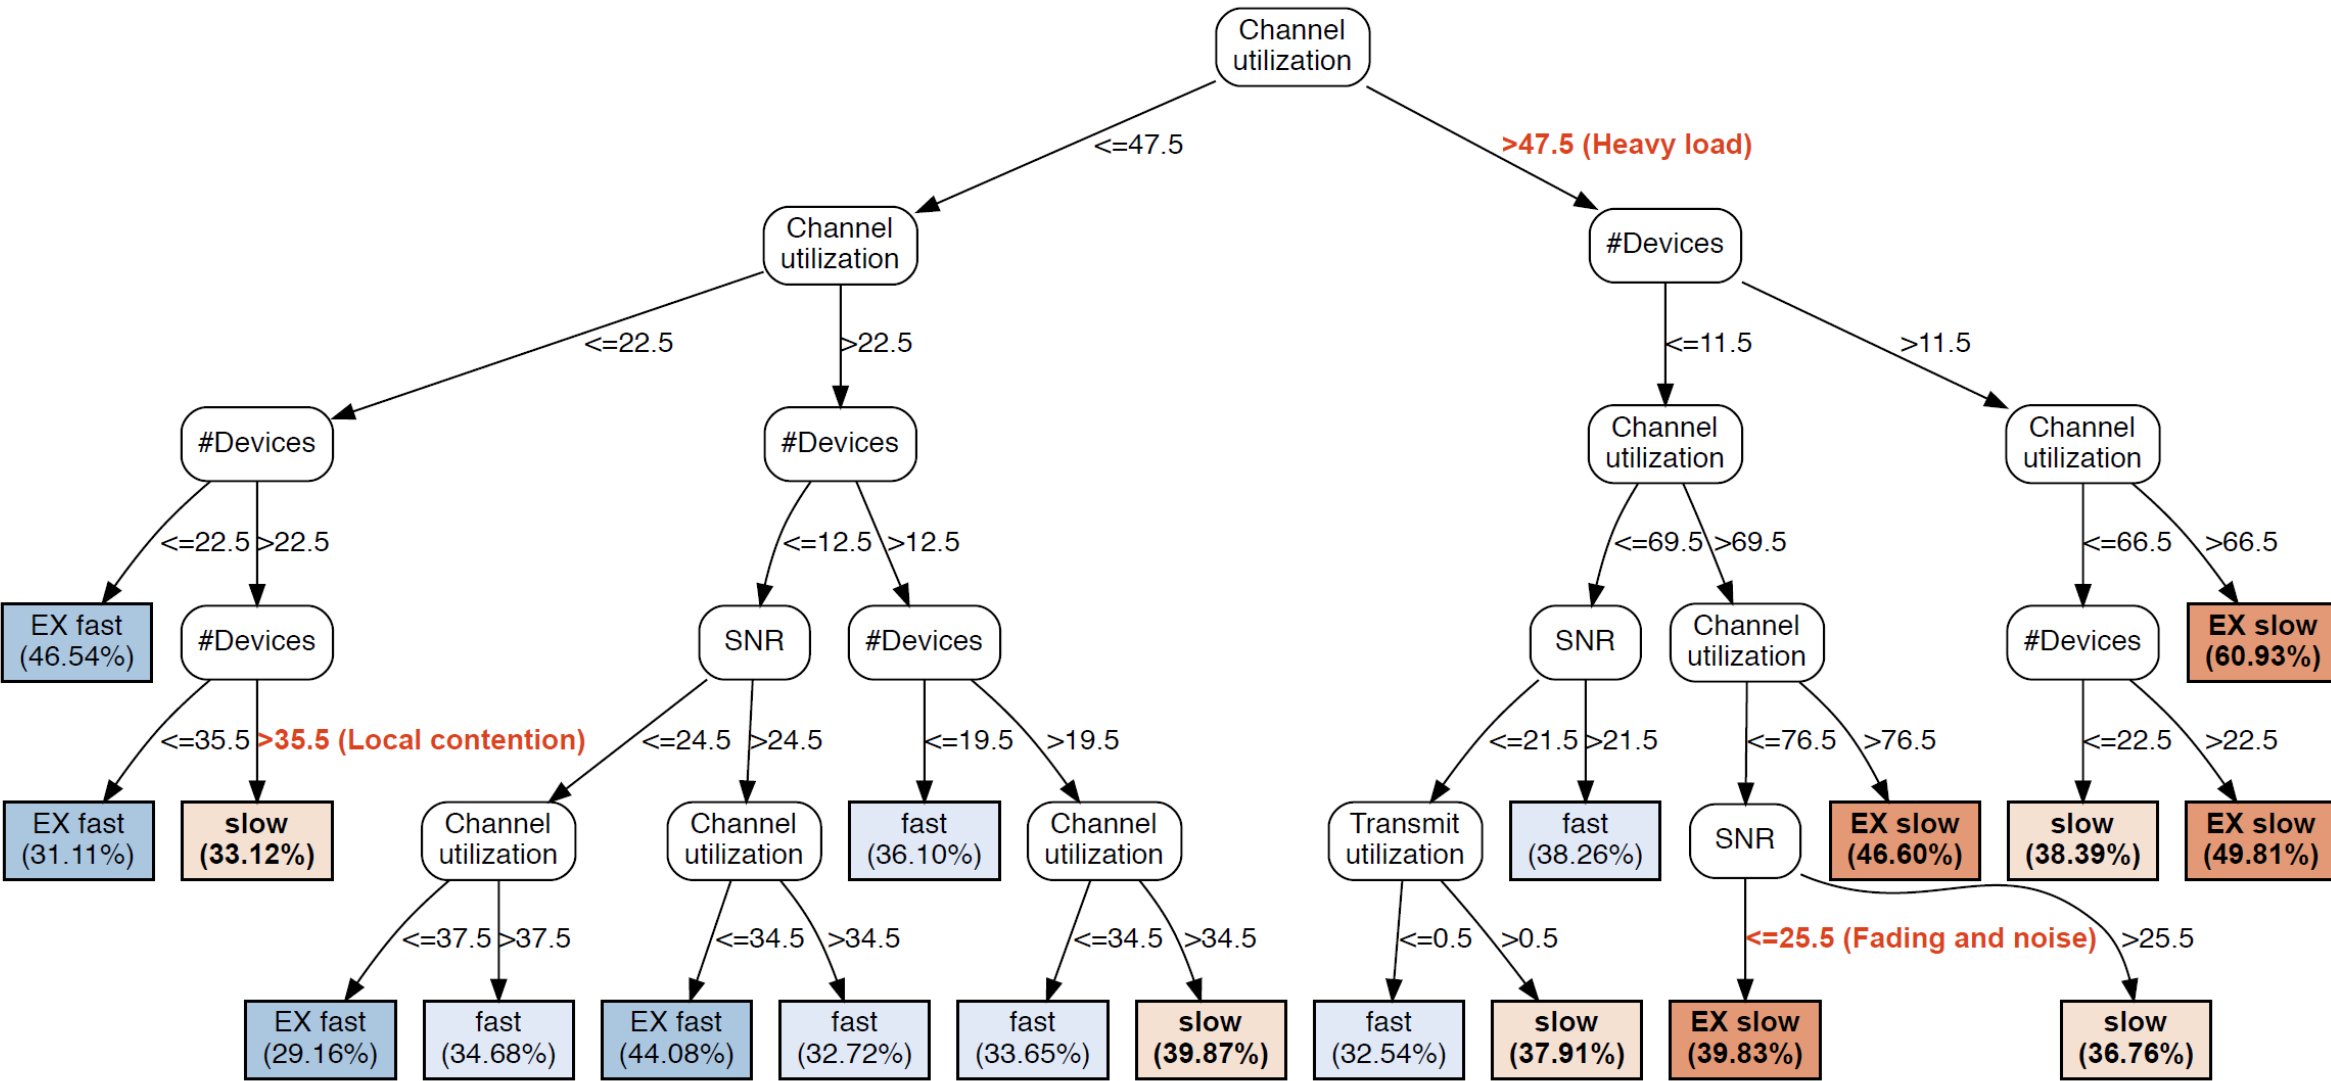 Channel
utilization
<=47.5
>47.5 (Heavy load)
Channel
utilization
#Devices
<=22.5
>22.5
<=11.5
>11.5
#Devices
#Devices
Channel
utilization
Channel
utilization
<=22.5
>22.5
<=12.5
>12.5
<=69.5
>69.5
<=66.5
>66.5
EX fast
(46.54%)
#Devices
SNR
#Devices
SNR
Channel
utilization
#Devices
EX slow
(60.93%)
<=35.5
>35.5 (Local contention)
<=24.5
>24.5
<=19.5
>19.5
<=21.5
>21.5
<=76.5
>76.5
<=22.5
>22.5
EX fast
(31.11%)
slow
(33.12%)
Channel
utilization
Channel
utilization
fast
(36.10%)
Channel
utilization
Transmit
utilization
fast
(38.26%)
SNR
EX slow
(46.60%)
slow
(38.39%)
EX slow
(49.81%)
<=37.5
>37.5
<=34.5
>34.5
<=34.5
>34.5
<=0.5
>0.5
<=25.5 (Fading and noise)
>25.5
EX fast
(29.16%)
fast
(34.68%)
EX fast
(44.08%)
fast
(32.72%)
fast
(33.65%)
slow
(39.87%)
fast
(32.54%)
slow
(37.91%)
EX slow
(39.83%)
slow
(36.76%)